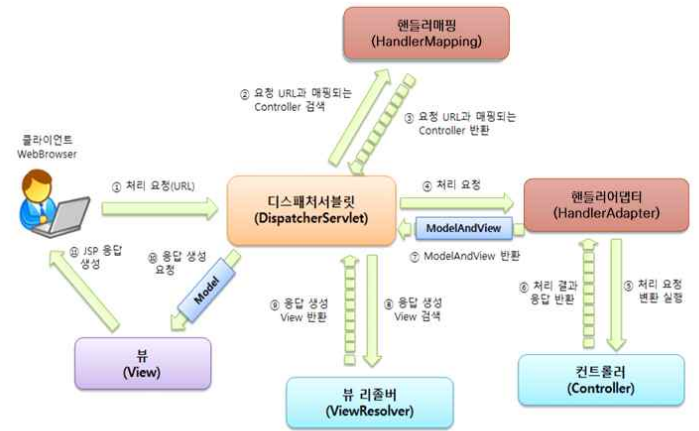 핸들러매핑
(HandlerMapping)
② 요청 URL과 매핑되는
Controller 검색
③ 요청 URL과 매핑되는
Controller 반환
클라이언트
WebBrowser
① 처리 요청(URL)
디스패처서블릿
(DispatcherServlet)
④ 처리 요청
핸들러어댑터
(HandlerAdapter)
ModelAndView
⑦ ModelAndView 반환
⑪ JSP 응답
생성
⑩ 응답 생성
요청
Model
⑨ 응답 생성
View 반환
⑧ 응답 생성
View 검색
⑥ 처리 결과
응답 반환
⑤ 처리 요청
변환 실행
뷰
(View)
뷰 리졸버
(ViewResolver)
컨트롤러
(Controller)